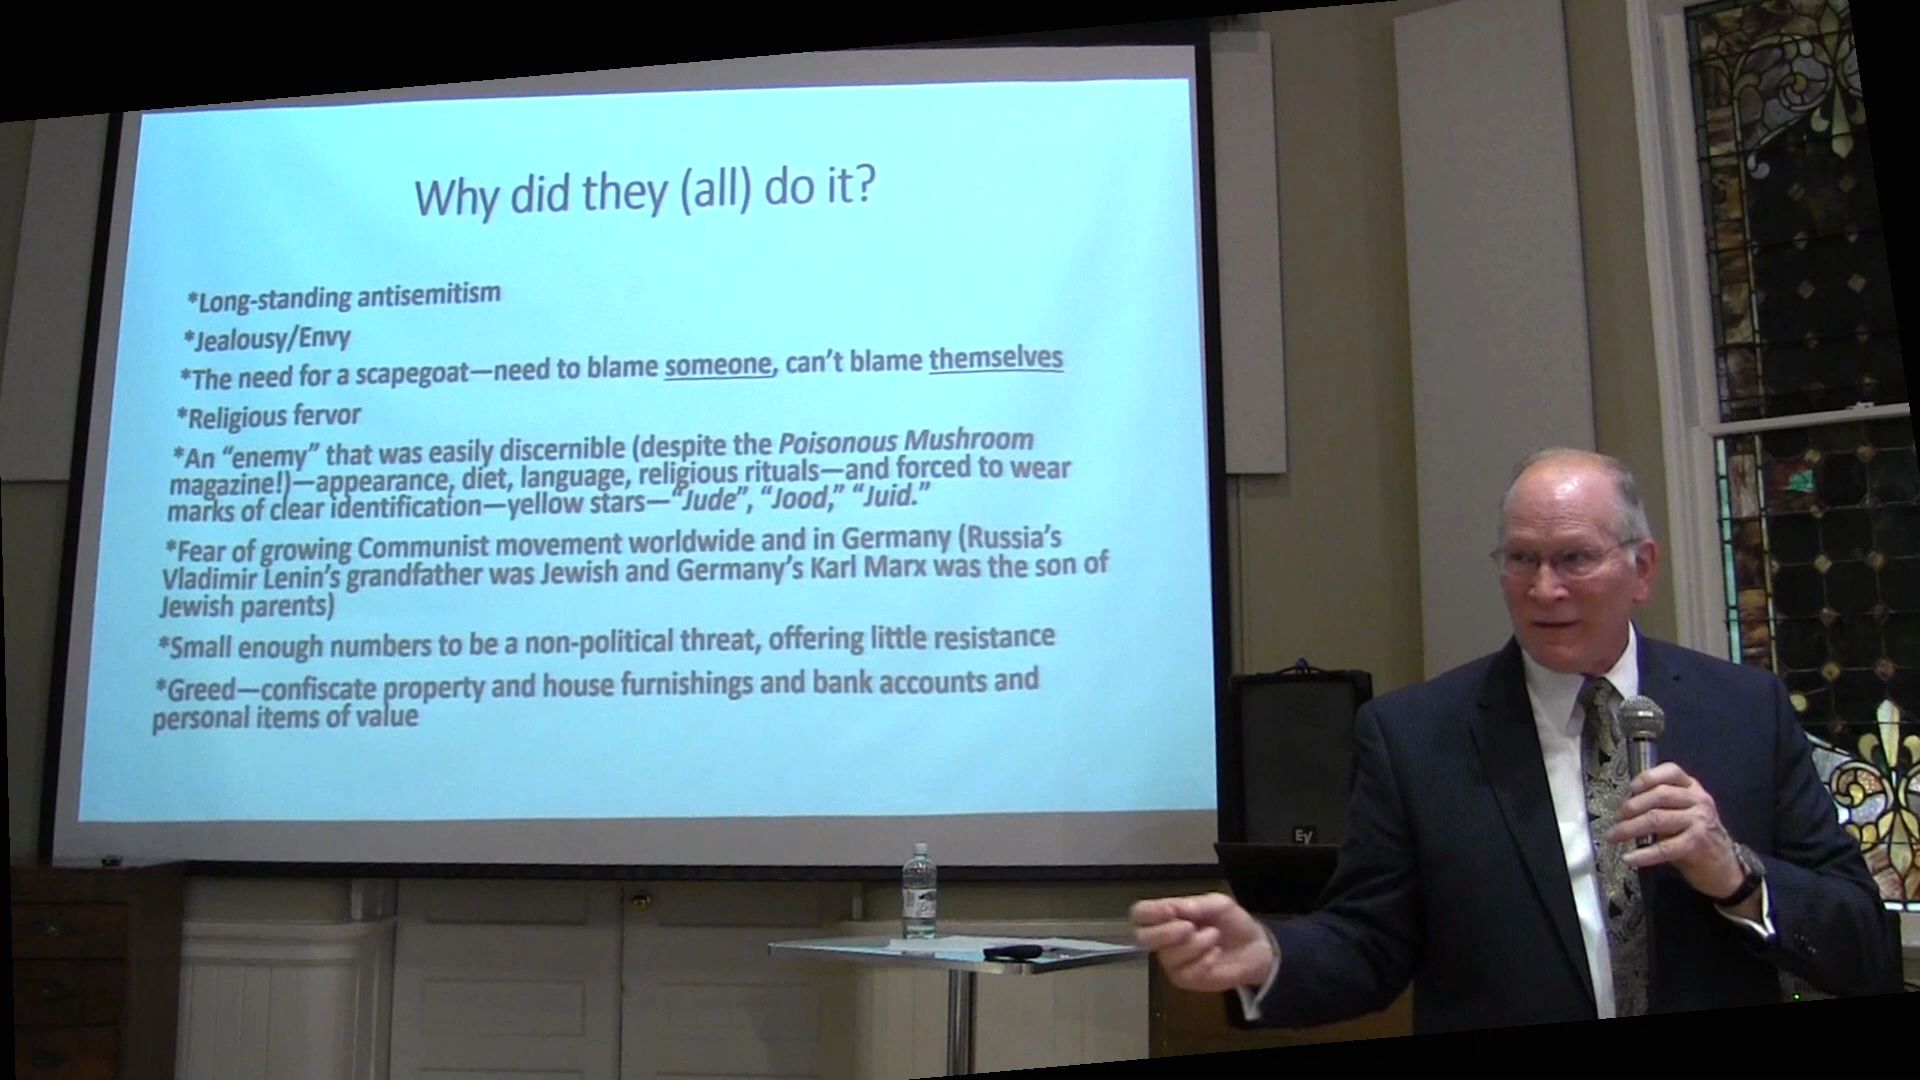 Why did they (all) do it?
*Long-standing antisemitism
*Jealousy/Envy
*The need for a scapegoat—need to blame someone, can't blame themselves
*Religious fervor
*An "enemy" that was easily discernible (despite the Poisonous Mushroom
magazine!)—appearance, diet, language, religious rituals—and forced to wear
marks of clear identification—yellow stars—"Jude", "Jood," "Juid."
*Fear of growing Communist movement worldwide and in Germany (Russia's
Vladimir Lenin's grandfather was Jewish and Germany's Karl Marx was the son of
Jewish parents)
*Small enough numbers to be a non-political threat, offering little resistance
*Greed—confiscate property and house furnishings and bank accounts and
personal items of value
EV